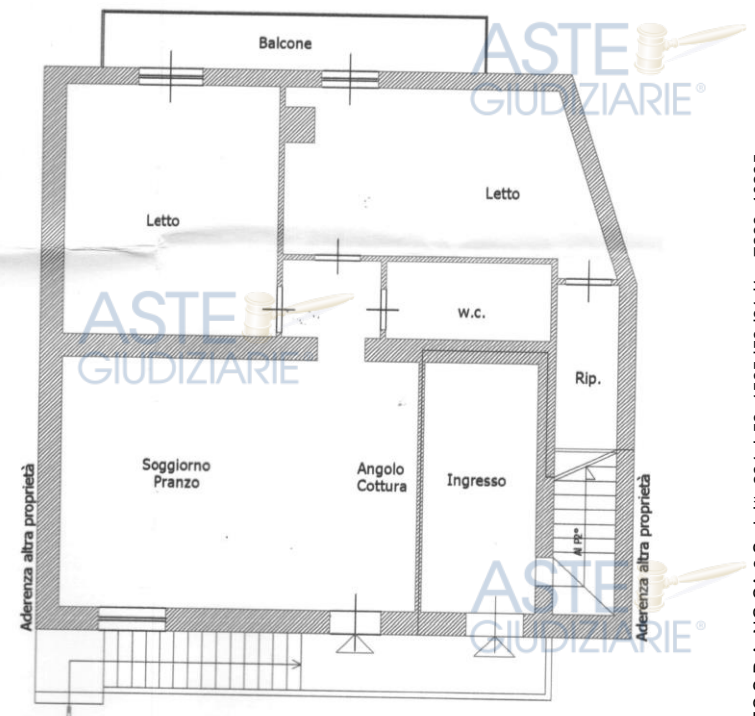 Balcone
ASTE
GIUDIZIARIE®
Letto
Letto
ASTE
GIUDIZIARIE
w.c.
Rip.
Soggiorno
Pranzo
Angolo
Cottura
Ingresso
Aderenza altra proprietà
Al P2°
Aderenza altra proprietà
ASTE
GIUDIZIARIE®